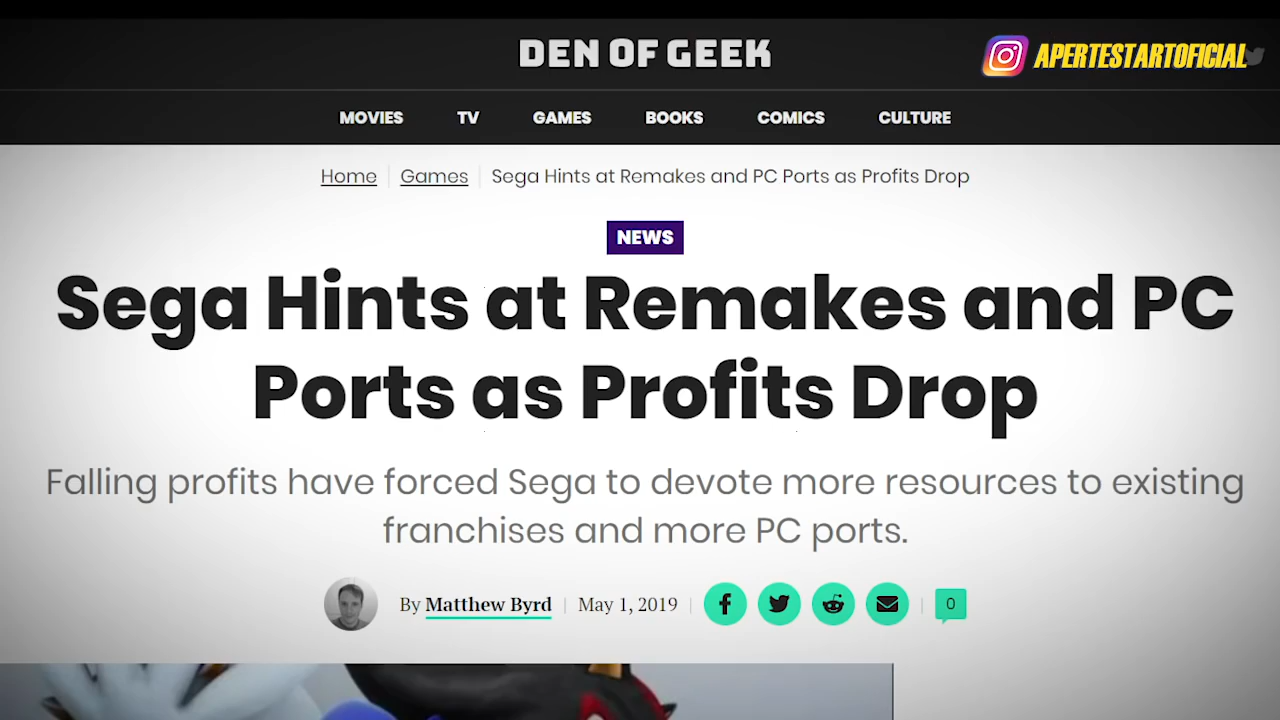 DEN OF GEEK
APERTESTARTOFICIAL
MOVIES TV GAMES BOOKS COMICS CULTURE
Home Games Sega Hints at Remakes and PC Ports as Profits Drop
NEWS
Sega Hints at Remakes and PC
Ports as Profits Drop
Falling profits have forced Sega to devote more resources to existing
franchises and more PC ports.
By Matthew Byrd May 1, 2019 0